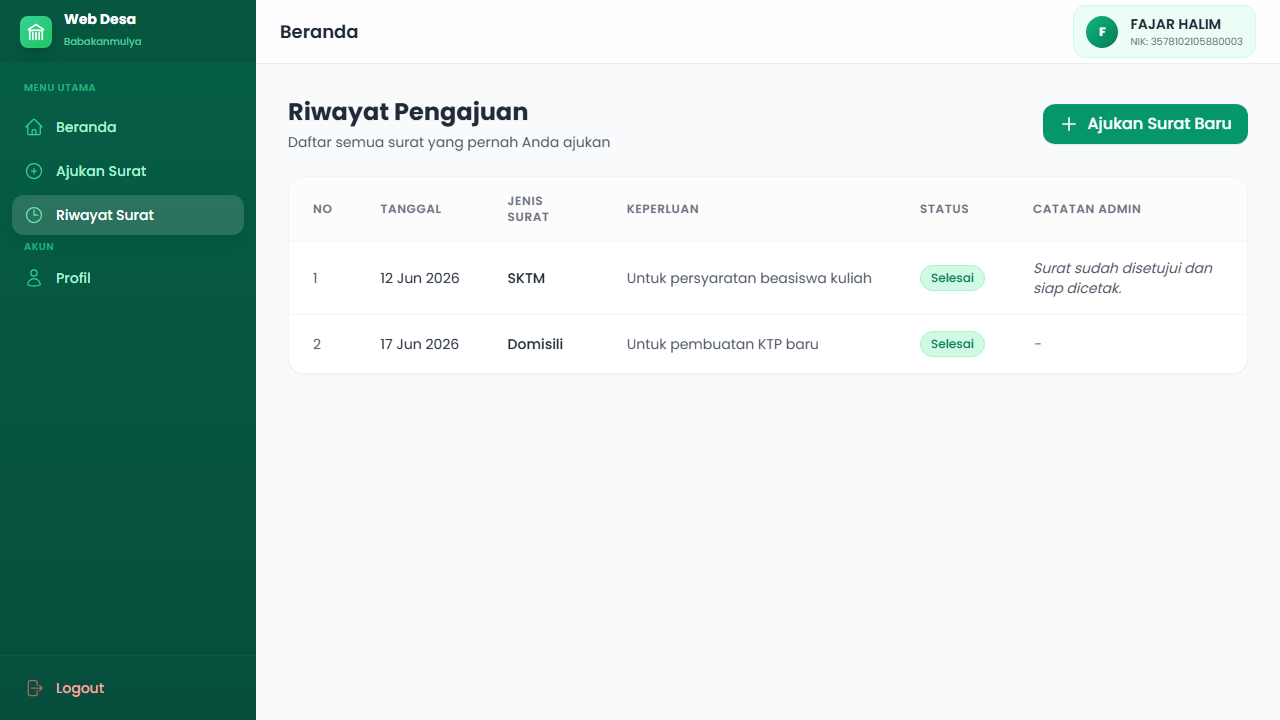 Web Desa
Babakanmulya
MENU UTAMA
Beranda
Ajukan Surat
Riwayat Surat
AKUN
Profil
Logout
Beranda
F
FAJAR HALIM
NIK: 3578102105880003
Riwayat Pengajuan
Daftar semua surat yang pernah Anda ajukan
Ajukan Surat Baru
NO TANGGAL JENIS SURAT KEPERLUAN STATUS CATATAN ADMIN
1 12 Jun 2026 SKTM Untuk persyaratan beasiswa kuliah Selesai Surat sudah disetujui dan siap dicetak.
2 17 Jun 2026 Domisili Untuk pembuatan KTP baru Selesai -